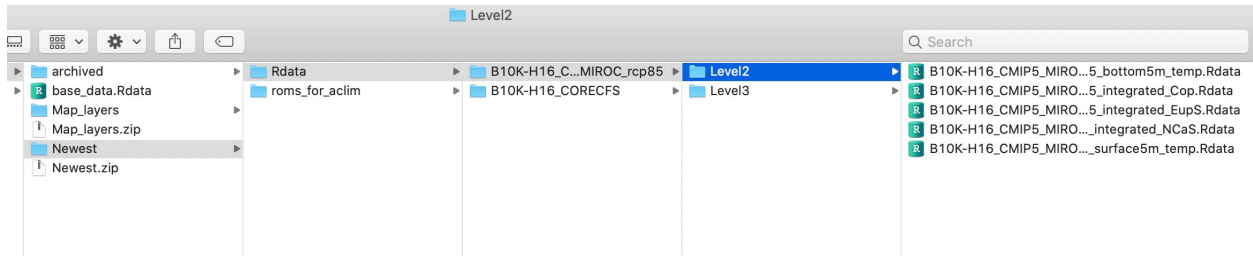 Level2
Search
archived
base_data.Rdata
Map_layers
Map_layers.zip
Newest
Newest.zip
Rdata
roms_for_aclim
B10K-H16_C...MIROC_rcp85
B10K-H16_CORECFS
Level2
Level3
B10K-H16_CMIP5_MIRO...5_bottom5m_temp.Rdata
B10K-H16_CMIP5_MIRO...5_integrated_Cop.Rdata
B10K-H16_CMIP5_MIRO...5_integrated_EupS.Rdata
B10K-H16_CMIP5_MIRO..._integrated_NCaS.Rdata
B10K-H16_CMIP5_MIRO..._surface5m_temp.Rdata